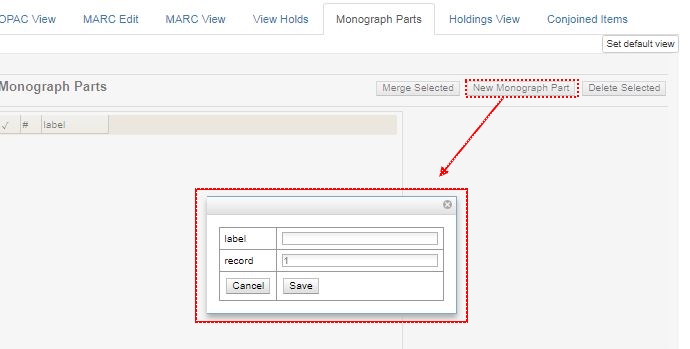 OPAC View MARC Edit MARC View View Holds Monograph Parts Holdings View Conjoined Items
Set default view
Monograph Parts Merge Selected New Monograph Part Delete Selected
✓ # label
label
record 1
Cancel Save